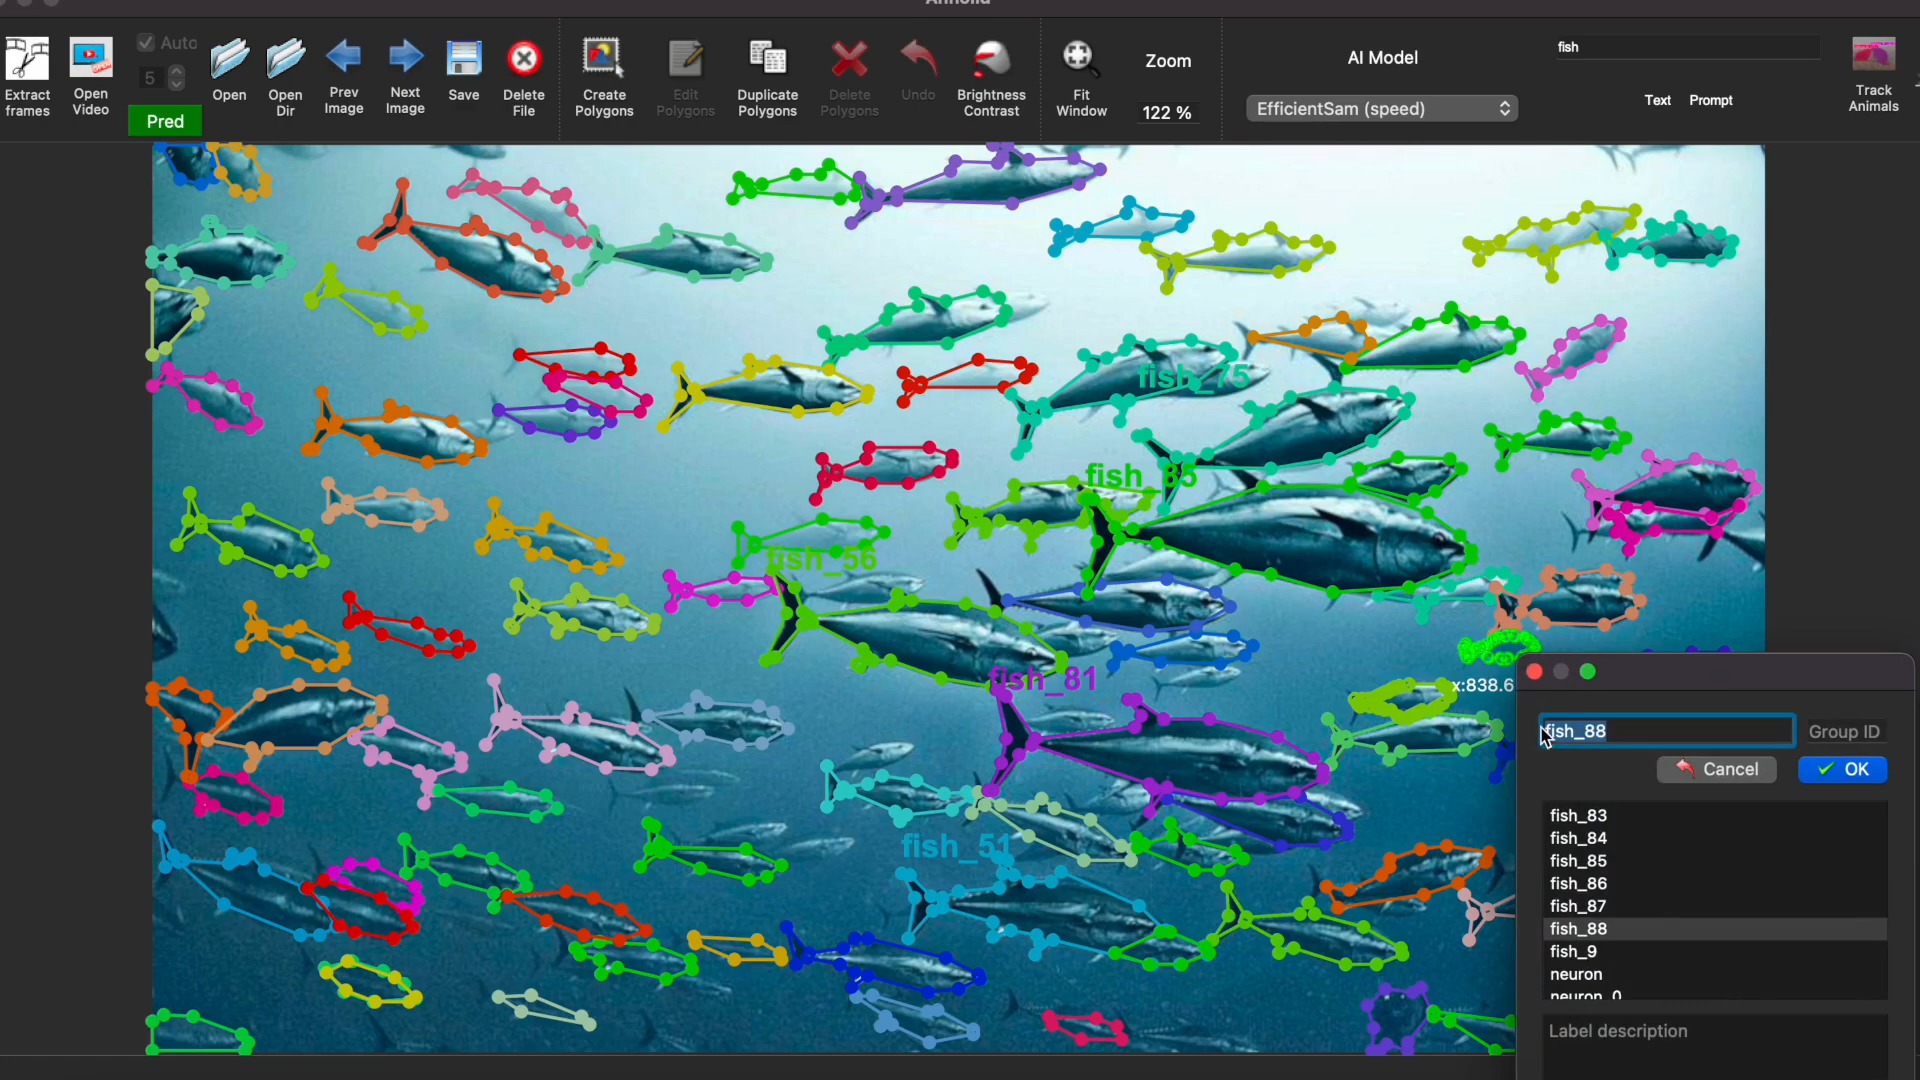 Annolid
Extract frames
Open Video
Auto
5
Pred
Open
Open Dir
Prev Image
Next Image
Save
Delete File
Create Polygons
Edit Polygons
Duplicate Polygons
Delete Polygons
Undo
Brightness Contrast
Fit Window
Zoom
122 %
AI Model
EfficientSam (speed)
fish
Text Prompt
Track Animals
fish_75
fish_85
fish_56
fish_81
fish_51
x:838.6
fish_88
Group ID
Cancel
OK
fish_83
fish_84
fish_85
fish_86
fish_87
fish_88
fish_9
neuron
neuron_0
Label description